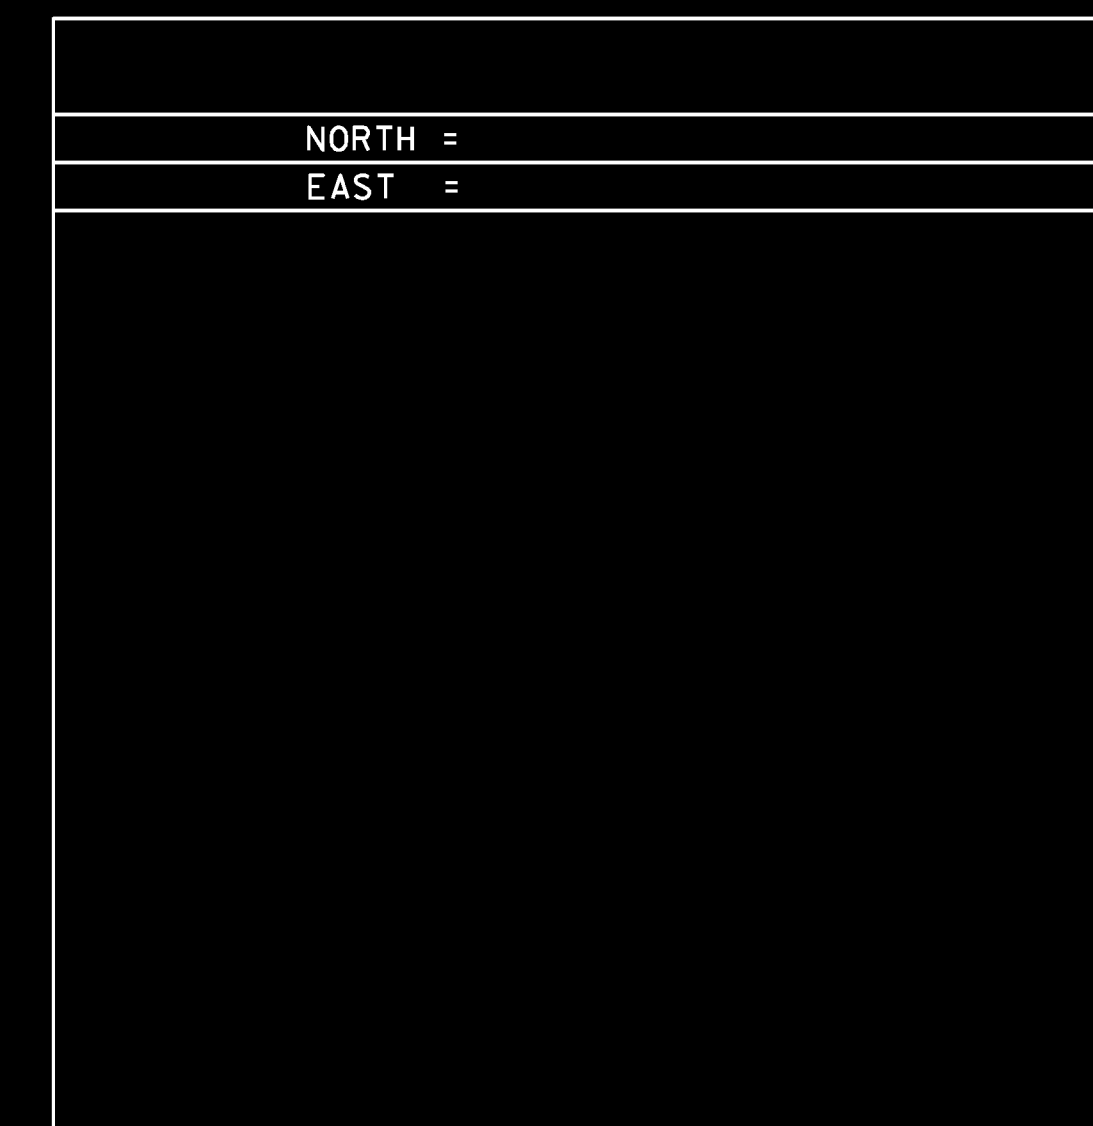 NORTH =
EAST =